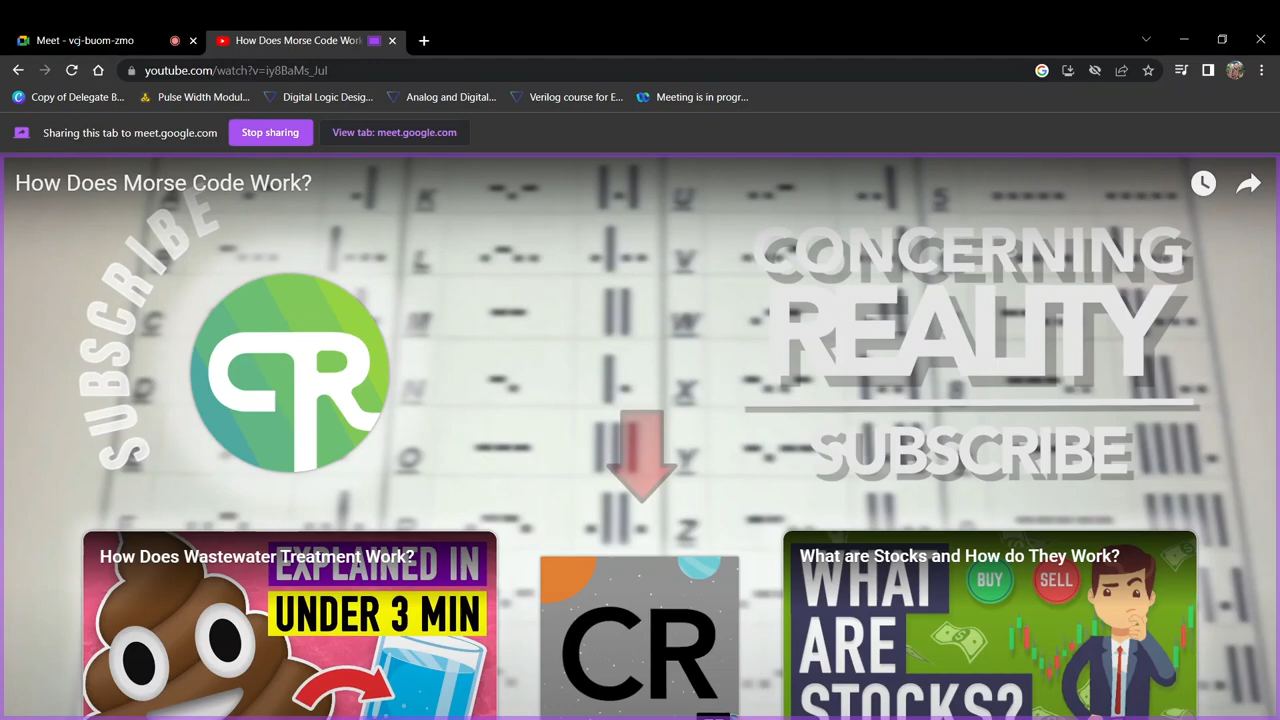 Meet - vcj-buom-zmo
How Does Morse Code Wor
youtube.com/watch?v=iy8BaMs_JuI
Copy of Delegate B...
Pulse Width Modul...
Digital Logic Desig...
Analog and Digital...
Verilog course for E...
Meeting is in progr...
Sharing this tab to meet.google.com
Stop sharing
View tab: meet.google.com
How Does Morse Code Work?
SUBSCRIBE
CR
CONCERNING
REALITY
SUBSCRIBE
K
U
5
L
V
M
W
N
X
O
Y
Z
How Does Wastewater Treatment Work?
EXPLAINED IN
UNDER 3 MIN
CR
What are Stocks and How do They Work?
WHAT
ARE
STOCKS?
BUY
SELL